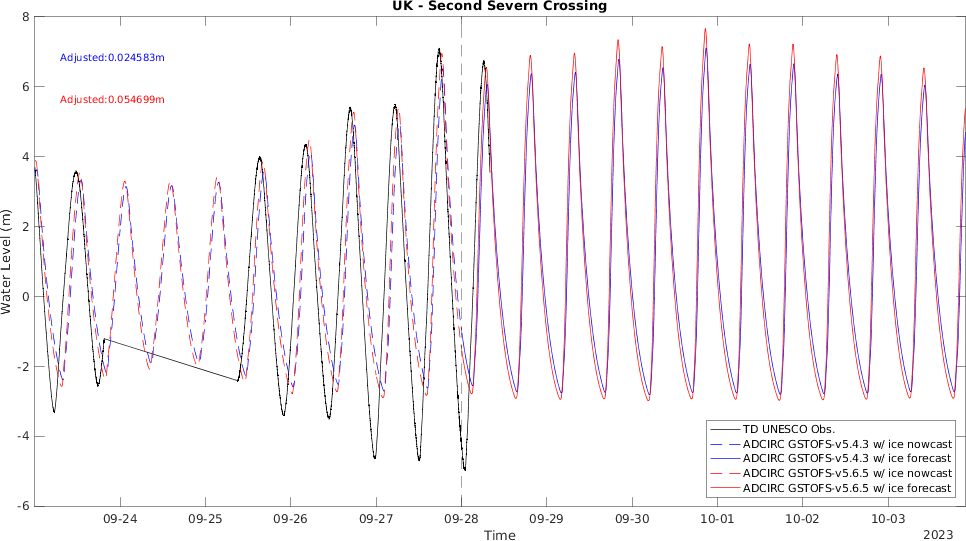 UK - Second Severn Crossing
8
6
4
2
0
-2
-4
-6
Water Level (m)
Adjusted:0.024583m
Adjusted:0.054699m
TD UNESCO Obs.
ADCIRC GSTOFS-v5.4.3 w/ ice nowcast
ADCIRC GSTOFS-v5.4.3 w/ ice forecast
ADCIRC GSTOFS-v5.6.5 w/ ice nowcast
ADCIRC GSTOFS-v5.6.5 w/ ice forecast
09-24 09-25 09-26 09-27 09-28 09-29 09-30 10-01 10-02 10-03
Time
2023